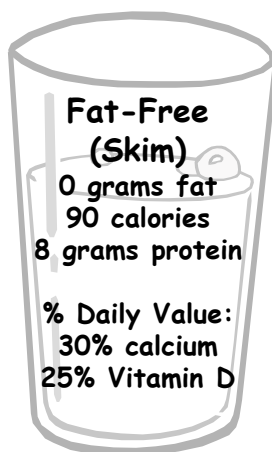 Fat-Free
(Skim)
0 grams fat
90 calories
8 grams protein
% Daily Value:
30% calcium
25% Vitamin D